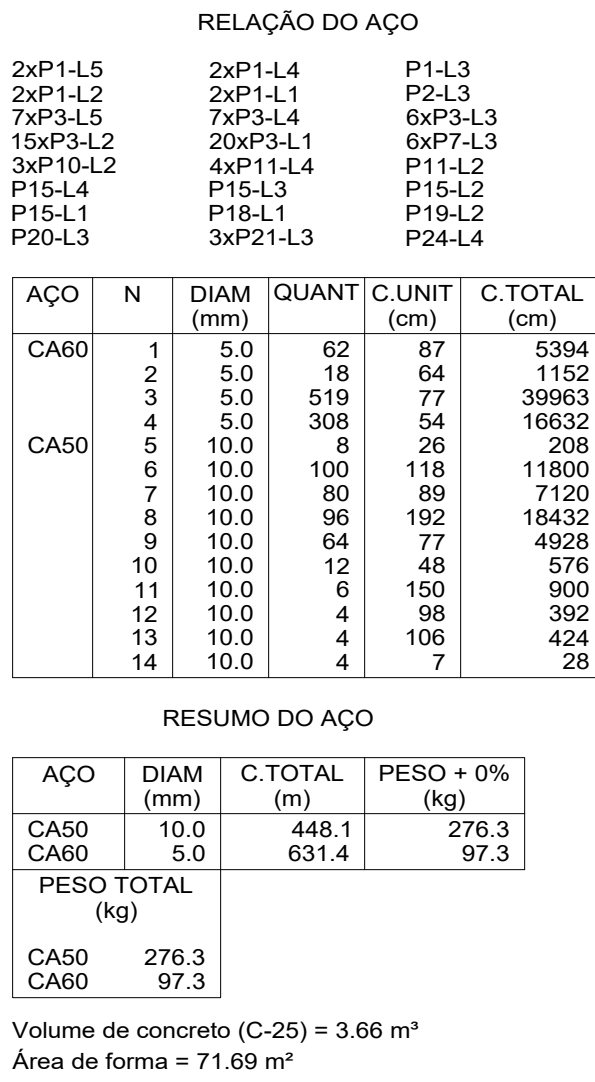 RELAÇÃO DO AÇO
2xP1-L5 2xP1-L4 P1-L3
2xP1-L2 2xP1-L1 P2-L3
7xP3-L5 7xP3-L4 6xP3-L3
15xP3-L2 20xP3-L1 6xP7-L3
3xP10-L2 4xP11-L4 P11-L2
P15-L4 P15-L3 P15-L2
P15-L1 P18-L1 P19-L2
P20-L3 3xP21-L3 P24-L4
AÇO N DIAM QUANT C.UNIT C.TOTAL
(mm) (cm) (cm)
CA60 1 5.0 62 87 5394
2 5.0 18 64 1152
3 5.0 519 77 39963
4 5.0 308 54 16632
CA50 5 10.0 8 26 208
6 10.0 100 118 11800
7 10.0 80 89 7120
8 10.0 96 192 18432
9 10.0 64 77 4928
10 10.0 12 48 576
11 10.0 6 150 900
12 10.0 4 98 392
13 10.0 4 106 424
14 10.0 4 7 28
RESUMO DO AÇO
AÇO DIAM C.TOTAL PESO + 0%
(mm) (m) (kg)
CA50 10.0 448.1 276.3
CA60 5.0 631.4 97.3
PESO TOTAL
(kg)
CA50 276.3
CA60 97.3
Volume de concreto (C-25) = 3.66 m³
Área de forma = 71.69 m²